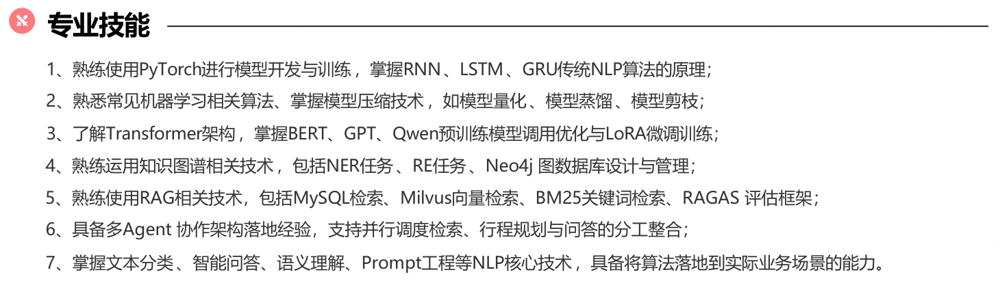 专业技能
1、熟练使用PyTorch进行模型开发与训练，掌握RNN、LSTM、GRU传统NLP算法的原理；
2、熟悉常见机器学习相关算法、掌握模型压缩技术，如模型量化、模型蒸馏、模型剪枝；
3、了解Transformer架构，掌握BERT、GPT、Qwen预训练模型调用优化与LoRA微调训练；
4、熟练运用知识图谱相关技术，包括NER任务、RE任务、Neo4j 图数据库设计与管理；
5、熟练使用RAG相关技术，包括MySQL检索、Milvus向量检索、BM25关键词检索、RAGAS 评估框架；
6、具备多Agent 协作架构落地经验，支持并行调度检索、行程规划与问答的分工整合；
7、掌握文本分类、智能问答、语义理解、Prompt工程等NLP核心技术，具备将算法落地到实际业务场景的能力。